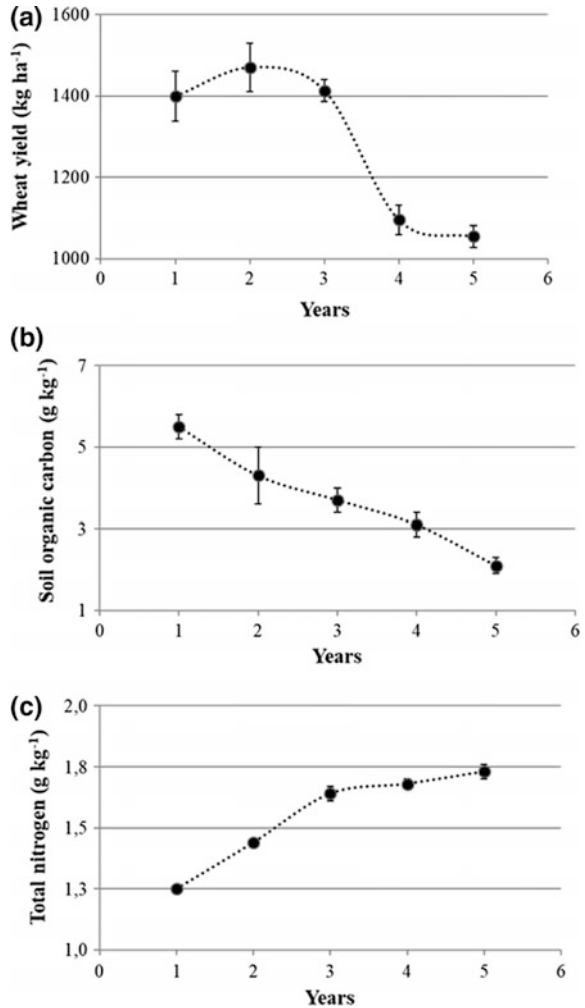 (a)
1600
1400
1200
1000
Wheat yield (kg ha-1)
0 1 2 3 4 5 6
Years
(b)
7
5
3
1
Soil organic carbon (g kg-1)
0 1 2 3 4 5 6
Years
(c)
2,0
1,8
1,5
1,3
1,0
Total nitrogen (g kg-1)
0 1 2 3 4 5 6
Years